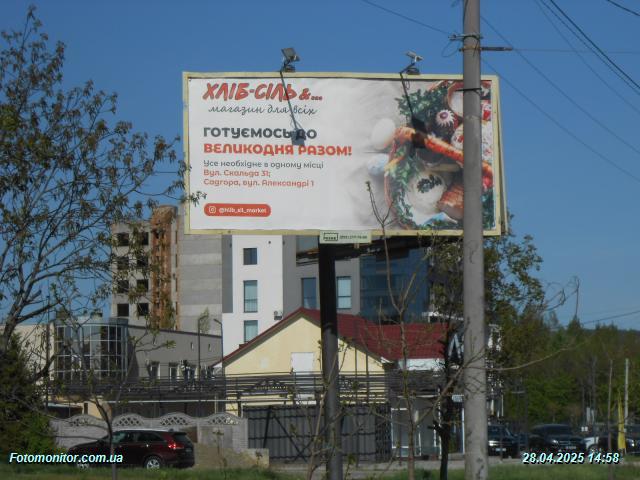 ХЛІБ-СІЛЬ &...
магазин для всіх
ГОТУЄМОСЬ ДО
ВЕЛИКОДНЯ РАЗОМ!
Усе необхідне в одному місці
Вул. Скальда 31;
Садгора, вул. Александрі 1
@hlib_sil_market
Fotomonitor.com.ua
28.04.2025 14:58